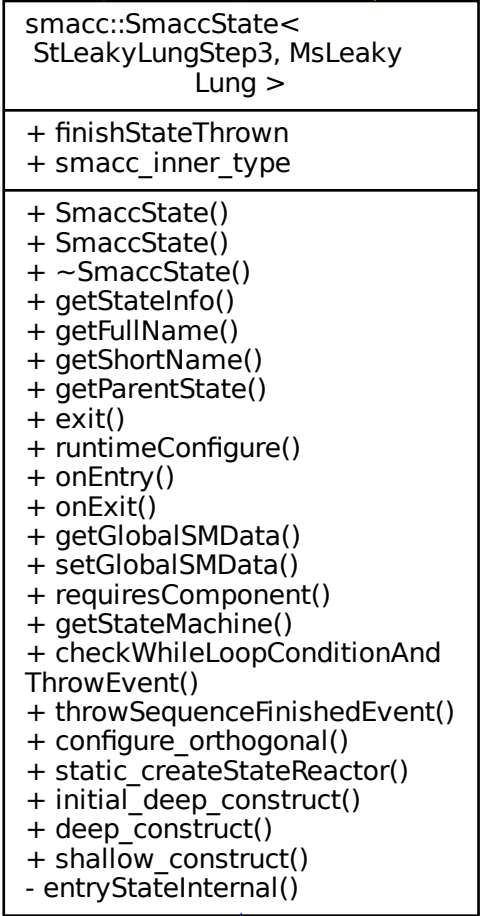 smacc::SmaccState<
StLeakyLungStep3, MsLeaky
Lung >
+ finishStateThrown
+ smacc_inner_type
+ SmaccState()
+ SmaccState()
+ ~SmaccState()
+ getStateInfo()
+ getFullName()
+ getShortName()
+ getParentState()
+ exit()
+ runtimeConfigure()
+ onEntry()
+ onExit()
+ getGlobalSMData()
+ setGlobalSMData()
+ requiresComponent()
+ getStateMachine()
+ checkWhileLoopConditionAnd
ThrowEvent()
+ throwSequenceFinishedEvent()
+ configure_orthogonal()
+ static_createStateReactor()
+ initial_deep_construct()
+ deep_construct()
+ shallow_construct()
- entryStateInternal()